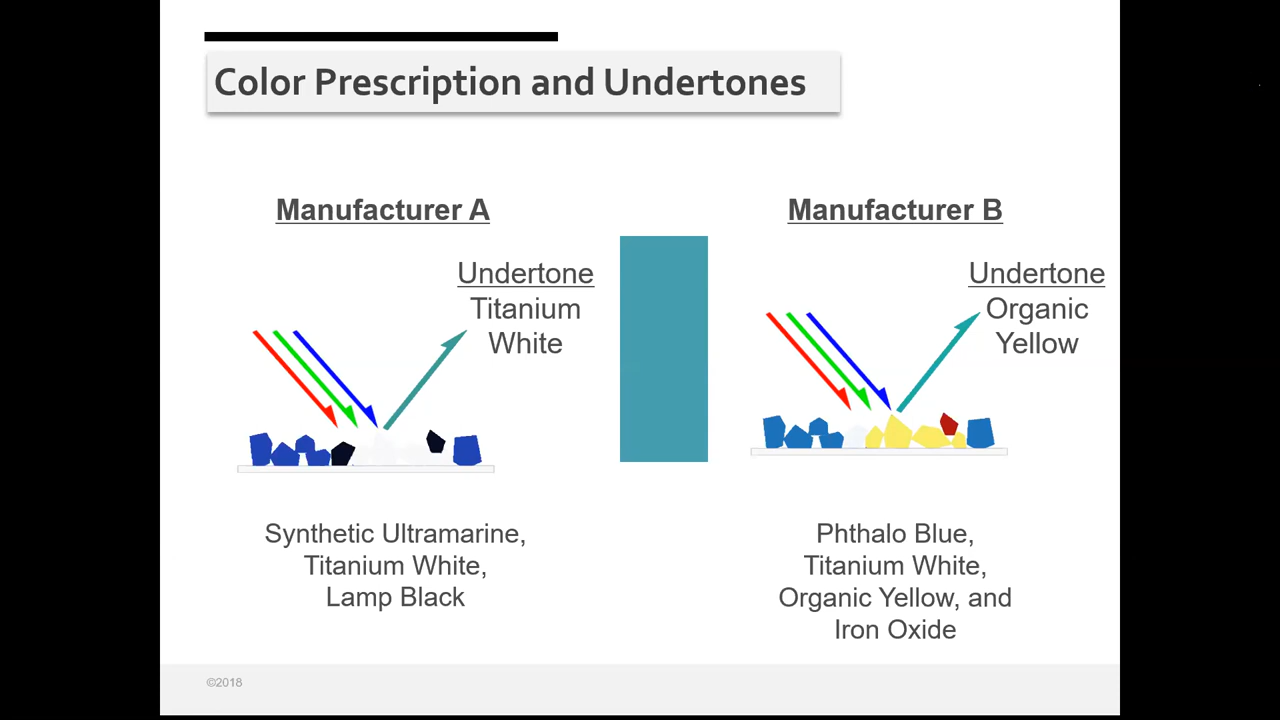 Color Prescription and Undertones
Manufacturer A
Undertone
Titanium
White
Synthetic Ultramarine,
Titanium White,
Lamp Black
Manufacturer B
Undertone
Organic
Yellow
Phthalo Blue,
Titanium White,
Organic Yellow, and
Iron Oxide
©2018